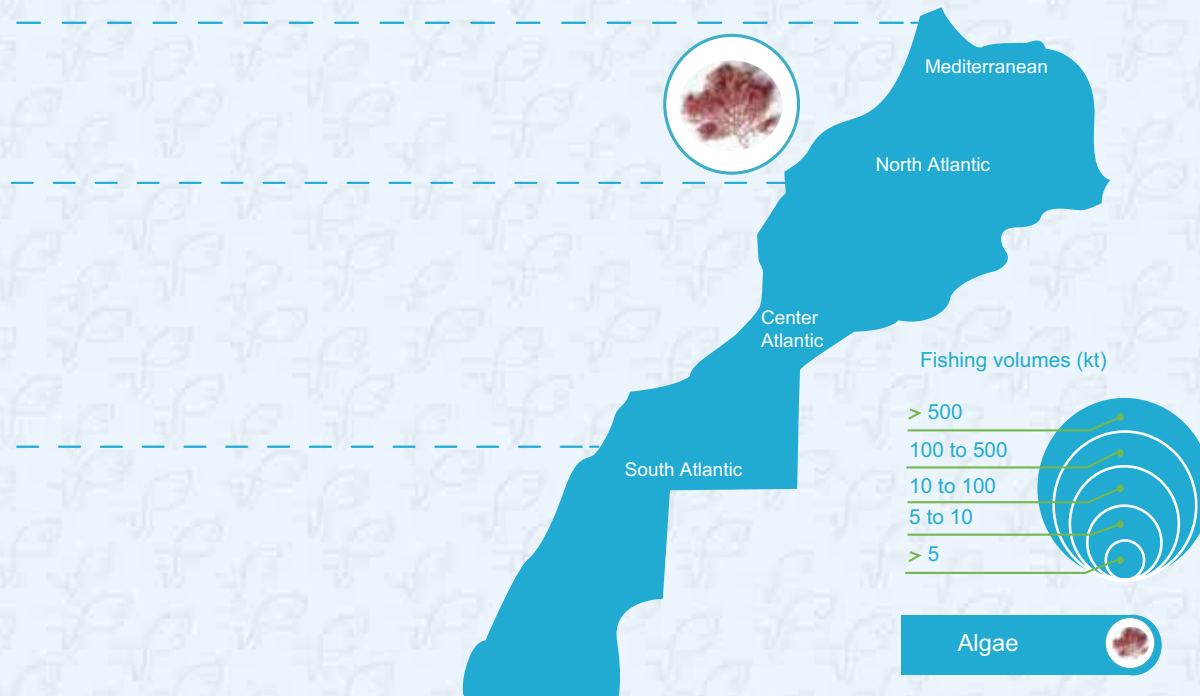 Mediterranean
North Atlantic
Center
Atlantic
South Atlantic
Fishing volumes (kt)
> 500
100 to 500
10 to 100
5 to 10
> 5
Algae